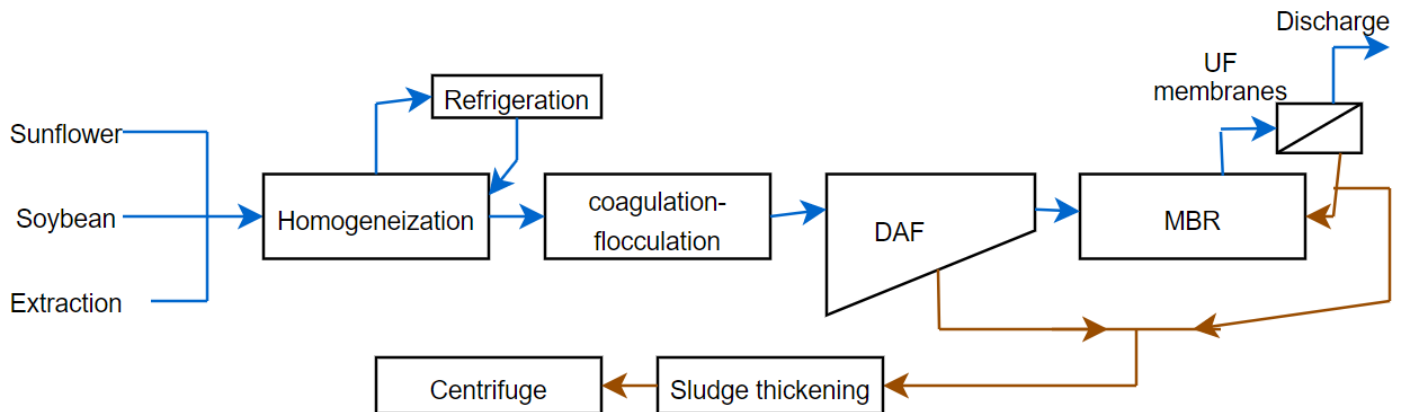 Discharge
UF
membranes
Refrigeration
Sunflower
Soybean
Homogeneization
coagulation-
flocculation
DAF
MBR
Extraction
Centrifuge
Sludge thickening